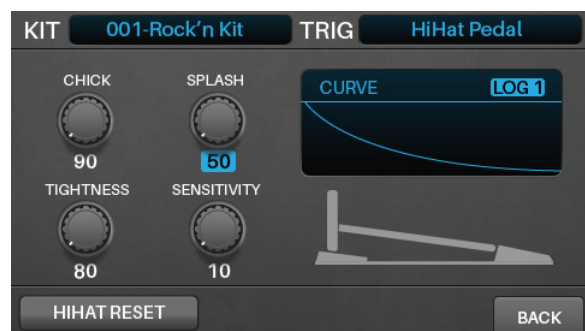 KIT 001-Rock’n Kit TRIG HiHat Pedal
CHICK SPLASH CURVE LOG 1
90 50
TIGHTNESS SENSITIVITY
80 10
HIHAT RESET BACK